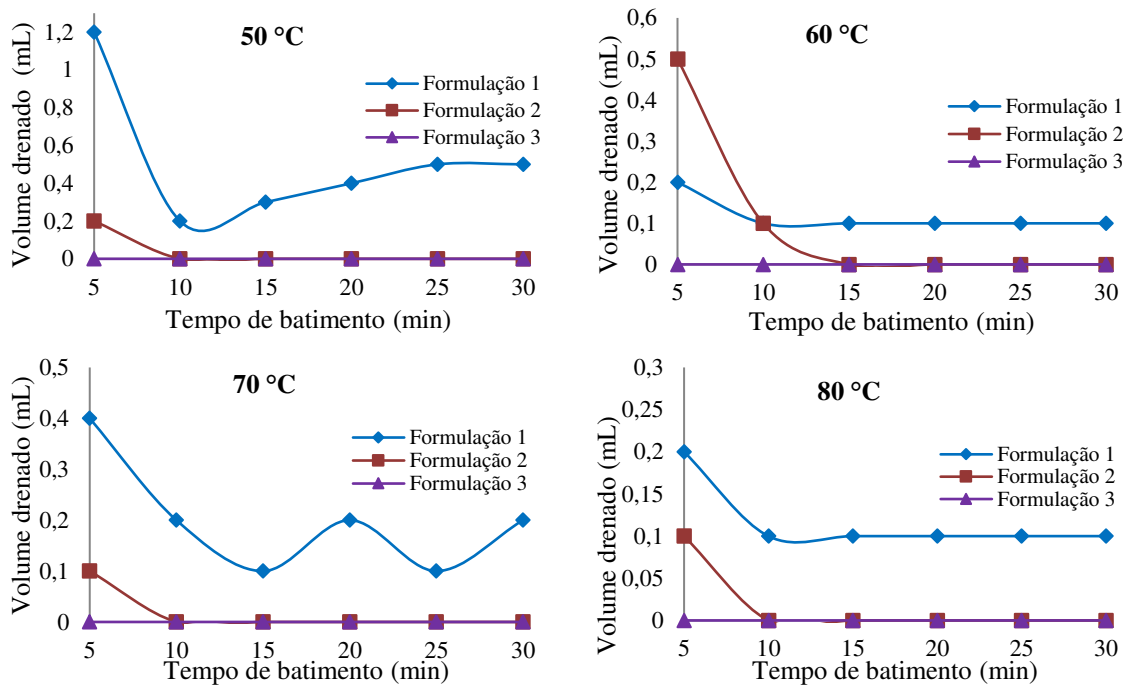 50 °C
Volume drenado (mL)
1,2
1
0,8
0,6
0,4
0,2
0
Formulação 1
Formulação 2
Formulação 3
5 10 15 20 25 30
Tempo de batimento (min)
60 °C
Volume drenado (mL)
0,6
0,5
0,4
0,3
0,2
0,1
0
Formulação 1
Formulação 2
Formulação 3
5 10 15 20 25 30
Tempo de batimento (min)
70 °C
Volume drenado (mL)
0,5
0,4
0,3
0,2
0,1
0
Formulação 1
Formulação 2
Formulação 3
5 10 15 20 25 30
Tempo de batimento (min)
80 °C
Volume drenado (mL)
0,3
0,25
0,2
0,15
0,1
0,05
0
Formulação 1
Formulação 2
Formulação 3
5 10 15 20 25 30
Tempo de batimento (min)